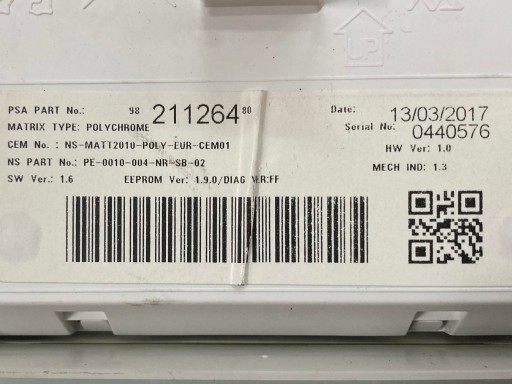 UP
PSA PART No.: 98 211264 80 Date: 13/03/2017
MATRIX TYPE: POLYCHROME Serial No.: 0440576
CEM No.: NS-MATT2010-POLY-EUR-CEM01 HW Ver.: 1.0
NS PART No.: PE-0010-004-NR-SB-02 MECH IND: 1.3
SW Ver.: 1.6 EEPROM Ver.: 1.9.0/DIAG VER:FF